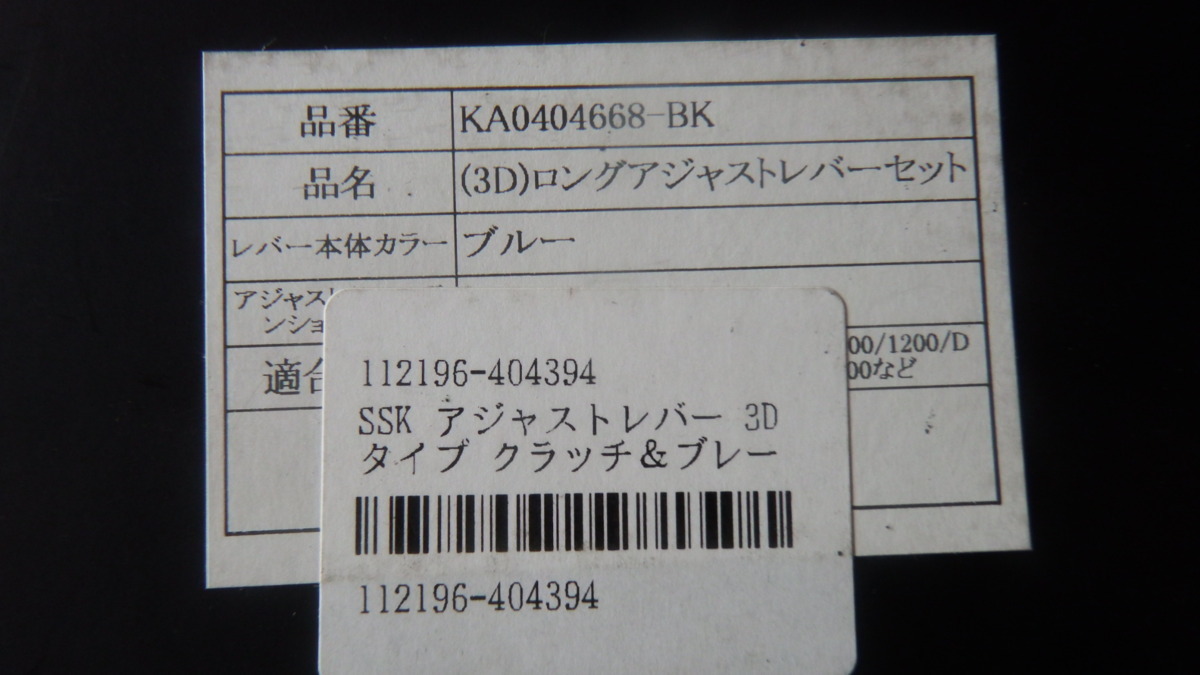 品番 KA0404668-BK
品名 (3D)ロングアジャストレバーセット
レバー本体カラー ブルー
アジャスト
ンショ
適合 00/1200/D
00など
112196-404394
SSK アジャストレバー 3D
タイプ クラッチ&ブレー
112196-404394